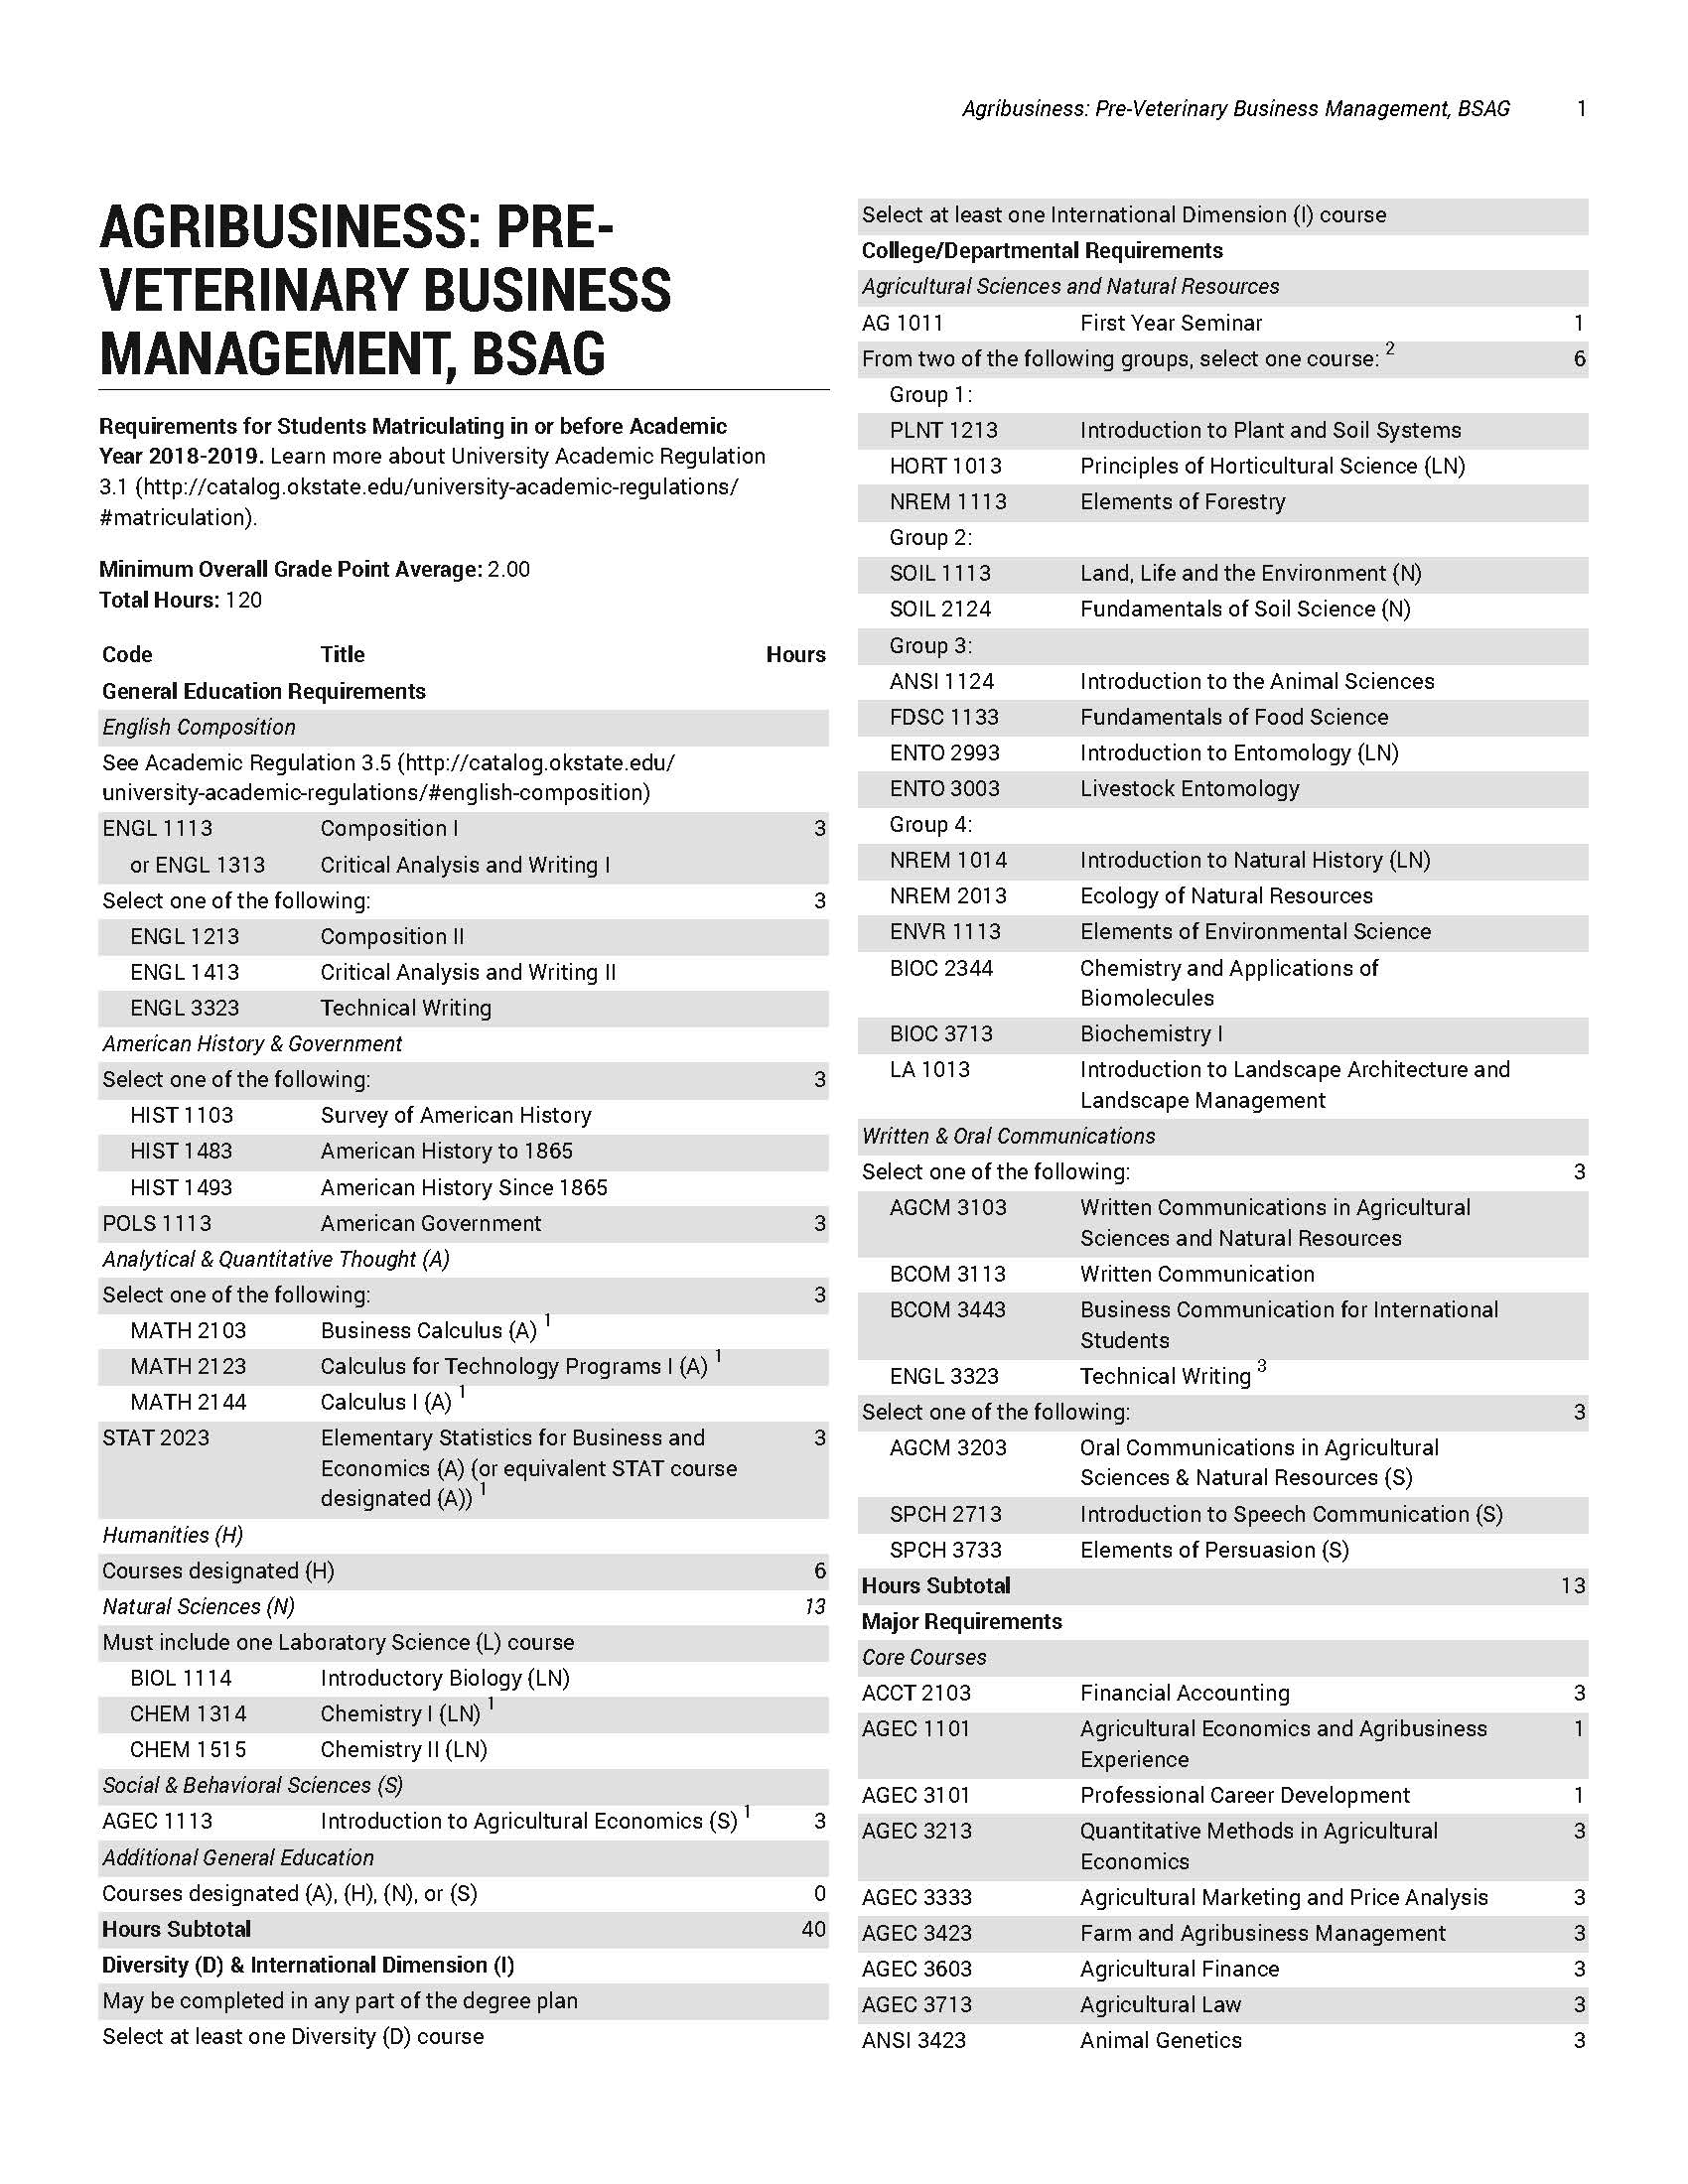 Agribusiness: Pre-Veterinary Business Management, BSAG 1
AGRIBUSINESS: PRE-
VETERINARY BUSINESS
MANAGEMENT, BSAG
Requirements for Students Matriculating in or before Academic
Year 2018-2019. Learn more about University Academic Regulation
3.1 (http://catalog.okstate.edu/university-academic-regulations/
#matriculation).
Minimum Overall Grade Point Average: 2.00
Total Hours: 120
Code Title Hours
General Education Requirements
English Composition
See Academic Regulation 3.5 (http://catalog.okstate.edu/
university-academic-regulations/#english-composition)
ENGL 1113 Composition I 3
or ENGL 1313 Critical Analysis and Writing I
Select one of the following: 3
ENGL 1213 Composition II
ENGL 1413 Critical Analysis and Writing II
ENGL 3323 Technical Writing
American History & Government
Select one of the following: 3
HIST 1103 Survey of American History
HIST 1483 American History to 1865
HIST 1493 American History Since 1865
POLS 1113 American Government 3
Analytical & Quantitative Thought (A)
Select one of the following: 3
MATH 2103 Business Calculus (A) 1
MATH 2123 Calculus for Technology Programs I (A) 1
MATH 2144 Calculus I (A) 1
STAT 2023 Elementary Statistics for Business and 3
Economics (A) (or equivalent STAT course
designated (A)) 1
Humanities (H)
Courses designated (H) 6
Natural Sciences (N) 13
Must include one Laboratory Science (L) course
BIOL 1114 Introductory Biology (LN)
CHEM 1314 Chemistry I (LN) 1
CHEM 1515 Chemistry II (LN)
Social & Behavioral Sciences (S)
AGEC 1113 Introduction to Agricultural Economics (S) 1 3
Additional General Education
Courses designated (A), (H), (N), or (S) 0
Hours Subtotal 40
Diversity (D) & International Dimension (I)
May be completed in any part of the degree plan
Select at least one Diversity (D) course
Select at least one International Dimension (I) course
College/Departmental Requirements
Agricultural Sciences and Natural Resources
AG 1011 First Year Seminar 1
From two of the following groups, select one course: 2 6
Group 1:
PLNT 1213 Introduction to Plant and Soil Systems
HORT 1013 Principles of Horticultural Science (LN)
NREM 1113 Elements of Forestry
Group 2:
SOIL 1113 Land, Life and the Environment (N)
SOIL 2124 Fundamentals of Soil Science (N)
Group 3:
ANSI 1124 Introduction to the Animal Sciences
FDSC 1133 Fundamentals of Food Science
ENTO 2993 Introduction to Entomology (LN)
ENTO 3003 Livestock Entomology
Group 4:
NREM 1014 Introduction to Natural History (LN)
NREM 2013 Ecology of Natural Resources
ENVR 1113 Elements of Environmental Science
BIOC 2344 Chemistry and Applications of
Biomolecules
BIOC 3713 Biochemistry I
LA 1013 Introduction to Landscape Architecture and
Landscape Management
Written & Oral Communications
Select one of the following: 3
AGCM 3103 Written Communications in Agricultural
Sciences and Natural Resources
BCOM 3113 Written Communication
BCOM 3443 Business Communication for International
Students
ENGL 3323 Technical Writing 3
Select one of the following: 3
AGCM 3203 Oral Communications in Agricultural
Sciences & Natural Resources (S)
SPCH 2713 Introduction to Speech Communication (S)
SPCH 3733 Elements of Persuasion (S)
Hours Subtotal 13
Major Requirements
Core Courses
ACCT 2103 Financial Accounting 3
AGEC 1101 Agricultural Economics and Agribusiness 1
Experience
AGEC 3101 Professional Career Development 1
AGEC 3213 Quantitative Methods in Agricultural 3
Economics
AGEC 3333 Agricultural Marketing and Price Analysis 3
AGEC 3423 Farm and Agribusiness Management 3
AGEC 3603 Agricultural Finance 3
AGEC 3713 Agricultural Law 3
ANSI 3423 Animal Genetics 3